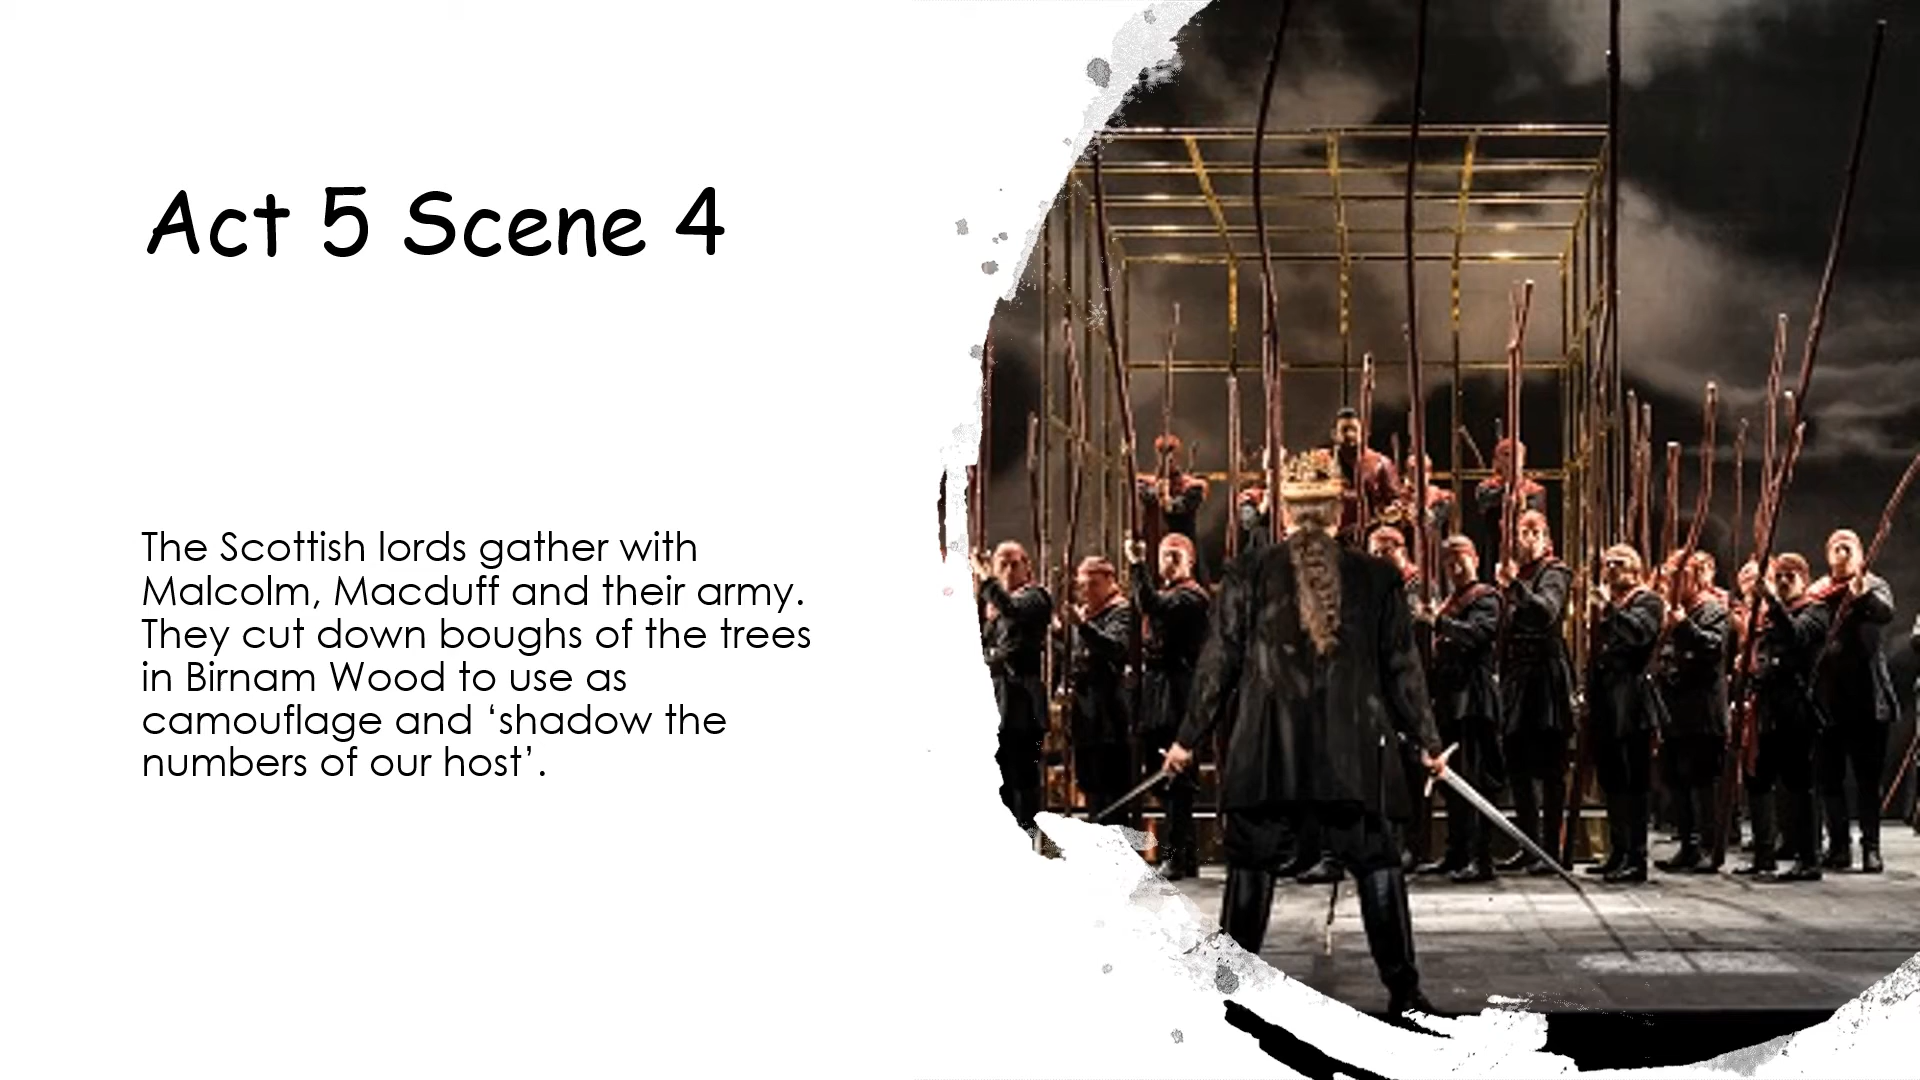 Act 5 Scene 4
The Scottish lords gather with
Malcolm, Macduff and their army.
They cut down boughs of the trees
in Birnam Wood to use as
camouflage and ‘shadow the
numbers of our host’.